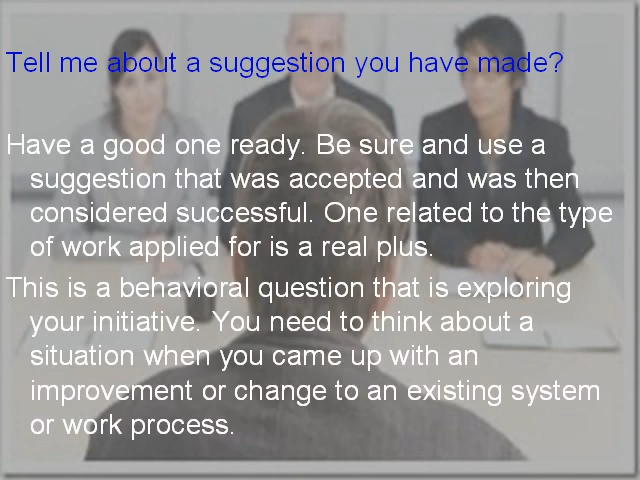 Tell me about a suggestion you have made?
Have a good one ready. Be sure and use a
suggestion that was accepted and was then
considered successful. One related to the type
of work applied for is a real plus.
This is a behavioral question that is exploring
your initiative. You need to think about a
situation when you came up with an
improvement or change to an existing system
or work process.